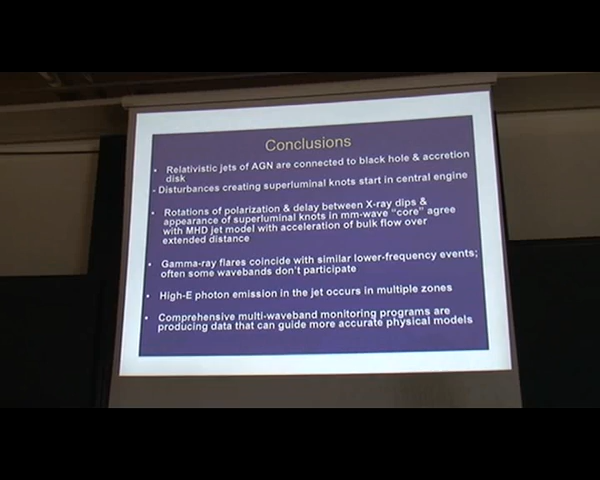 Conclusions
• Relativistic jets of AGN are connected to black hole & accretion
disk
- Disturbances creating superluminal knots start in central engine
• Rotations of polarization & delay between X-ray dips &
appearance of superluminal knots in mm-wave "core" agree
with MHD jet model with acceleration of bulk flow over
extended distance
• Gamma-ray flares coincide with similar lower-frequency events;
often some wavebands don't participate
• High-E photon emission in the jet occurs in multiple zones
• Comprehensive multi-waveband monitoring programs are
producing data that can guide more accurate physical models